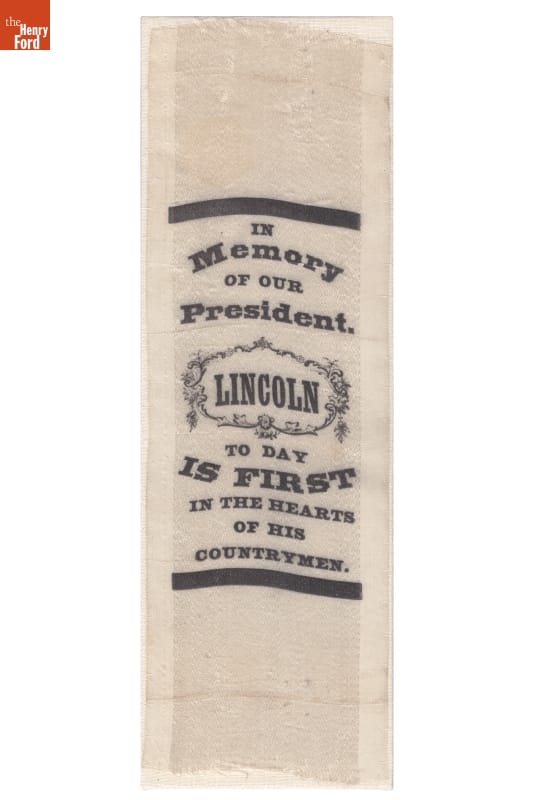 the
Henry
Ford
IN
Memory
OF OUR
President.
LINCOLN
TO DAY
IS FIRST
IN THE HEARTS
OF HIS
COUNTRYMEN.